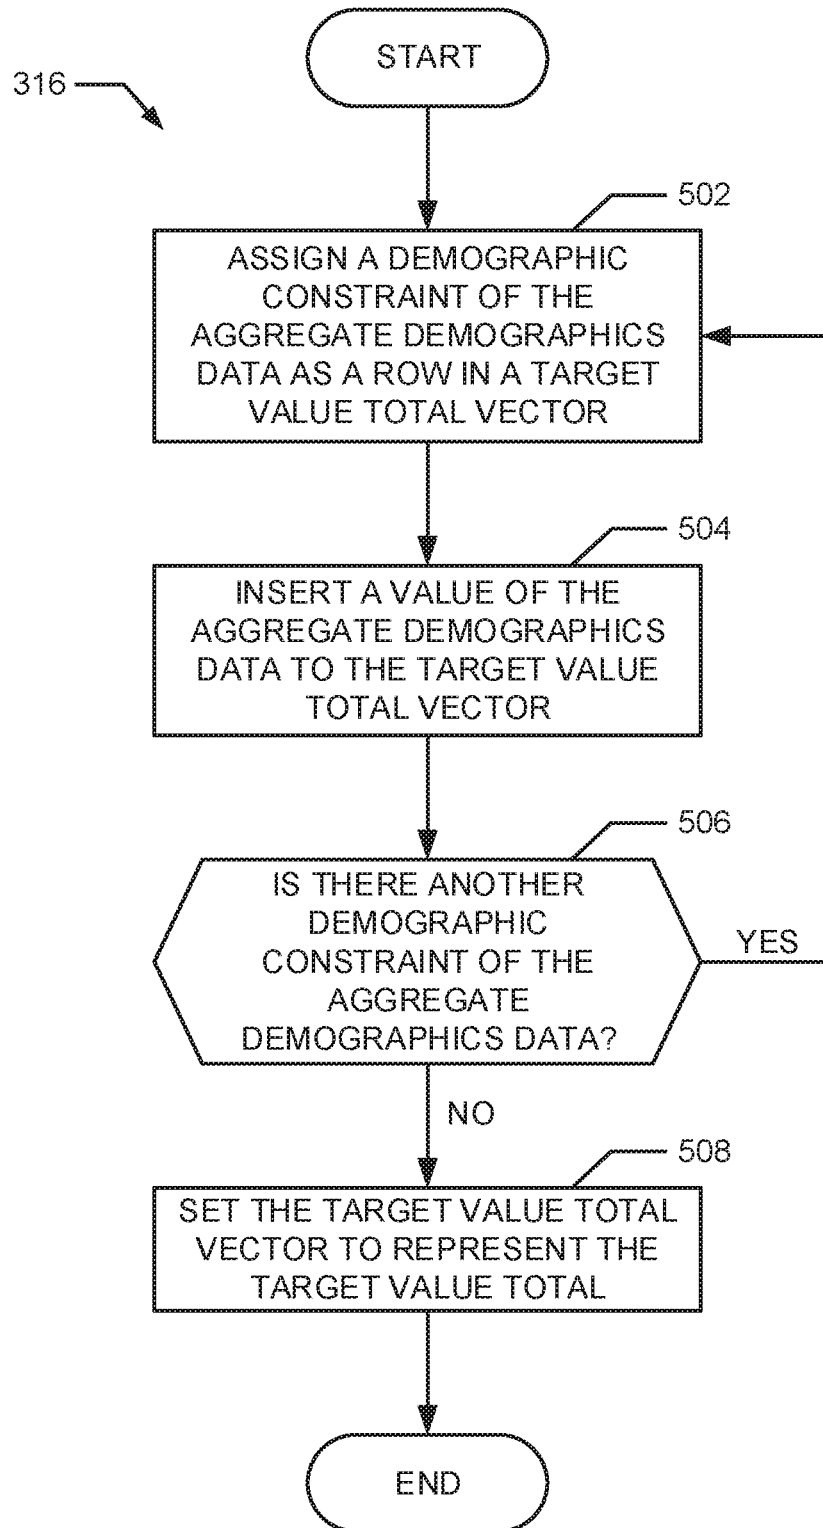 START
316
502
ASSIGN A DEMOGRAPHIC
CONSTRAINT OF THE
AGGREGATE DEMOGRAPHICS
DATA AS A ROW IN A TARGET
VALUE TOTAL VECTOR
504
INSERT A VALUE OF THE
AGGREGATE DEMOGRAPHICS
DATA TO THE TARGET VALUE
TOTAL VECTOR
506
IS THERE ANOTHER
DEMOGRAPHIC
CONSTRAINT OF THE
AGGREGATE
DEMOGRAPHICS DATA?
YES
NO
508
SET THE TARGET VALUE TOTAL
VECTOR TO REPRESENT THE
TARGET VALUE TOTAL
END